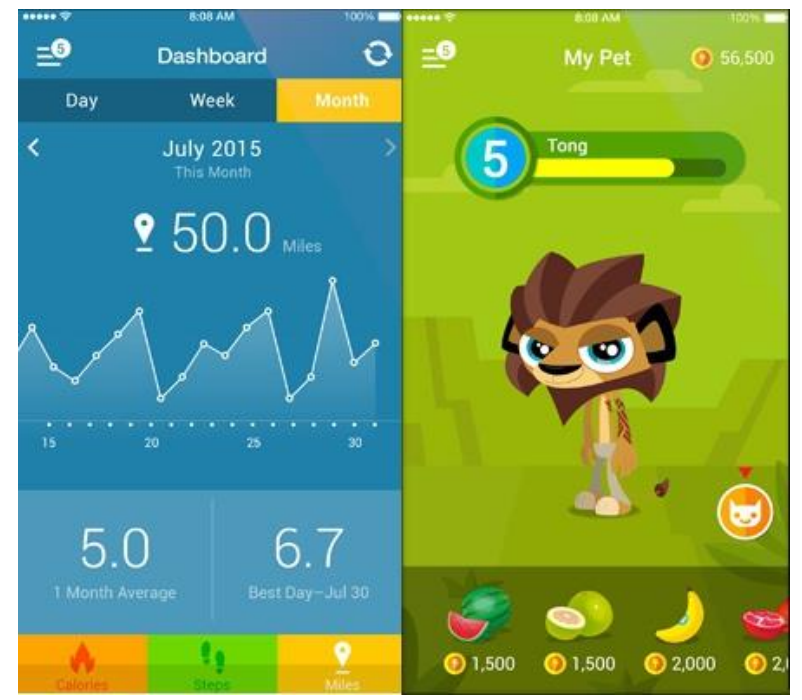 8:08 AM
100%
5
Dashboard
Day
Week
Month
July 2015
This Month
50.0 Miles
15
20
25
30
5.0
1 Month Average
6.7
Best Day–Jul 30
Calories
Steps
Miles
8:08 AM
100%
5
My Pet
56,500
5
Tong
1,500
1,500
2,000